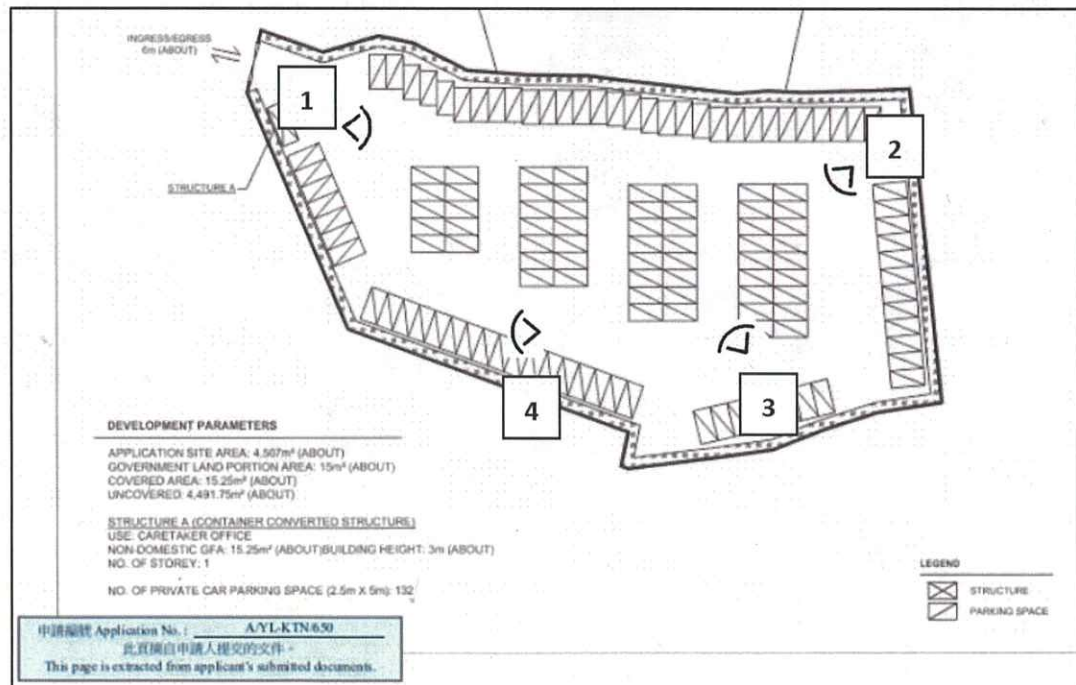 INGRESS/EGRESS
6m (ABOUT)
1
2
STRUCTURE A
3
4
DEVELOPMENT PARAMETERS
APPLICATION SITE AREA: 4,507m² (ABOUT)
GOVERNMENT LAND PORTION AREA: 15m² (ABOUT)
COVERED AREA: 15.25m² (ABOUT)
UNCOVERED: 4,491.75m² (ABOUT)
STRUCTURE A (CONTAINER CONVERTED STRUCTURE)
USE: CARETAKER OFFICE
NON-DOMESTIC GFA: 15.25m² (ABOUT)BUILDING HEIGHT: 3m (ABOUT)
NO. OF STOREY: 1
NO. OF PRIVATE CAR PARKING SPACE (2.5m X 5m): 132
LEGEND
STRUCTURE
PARKING SPACE
申請編號 Application No.: A/YL-KTN/650
此頁摘自申請人提交的文件。
This page is extracted from applicant's submitted documents.